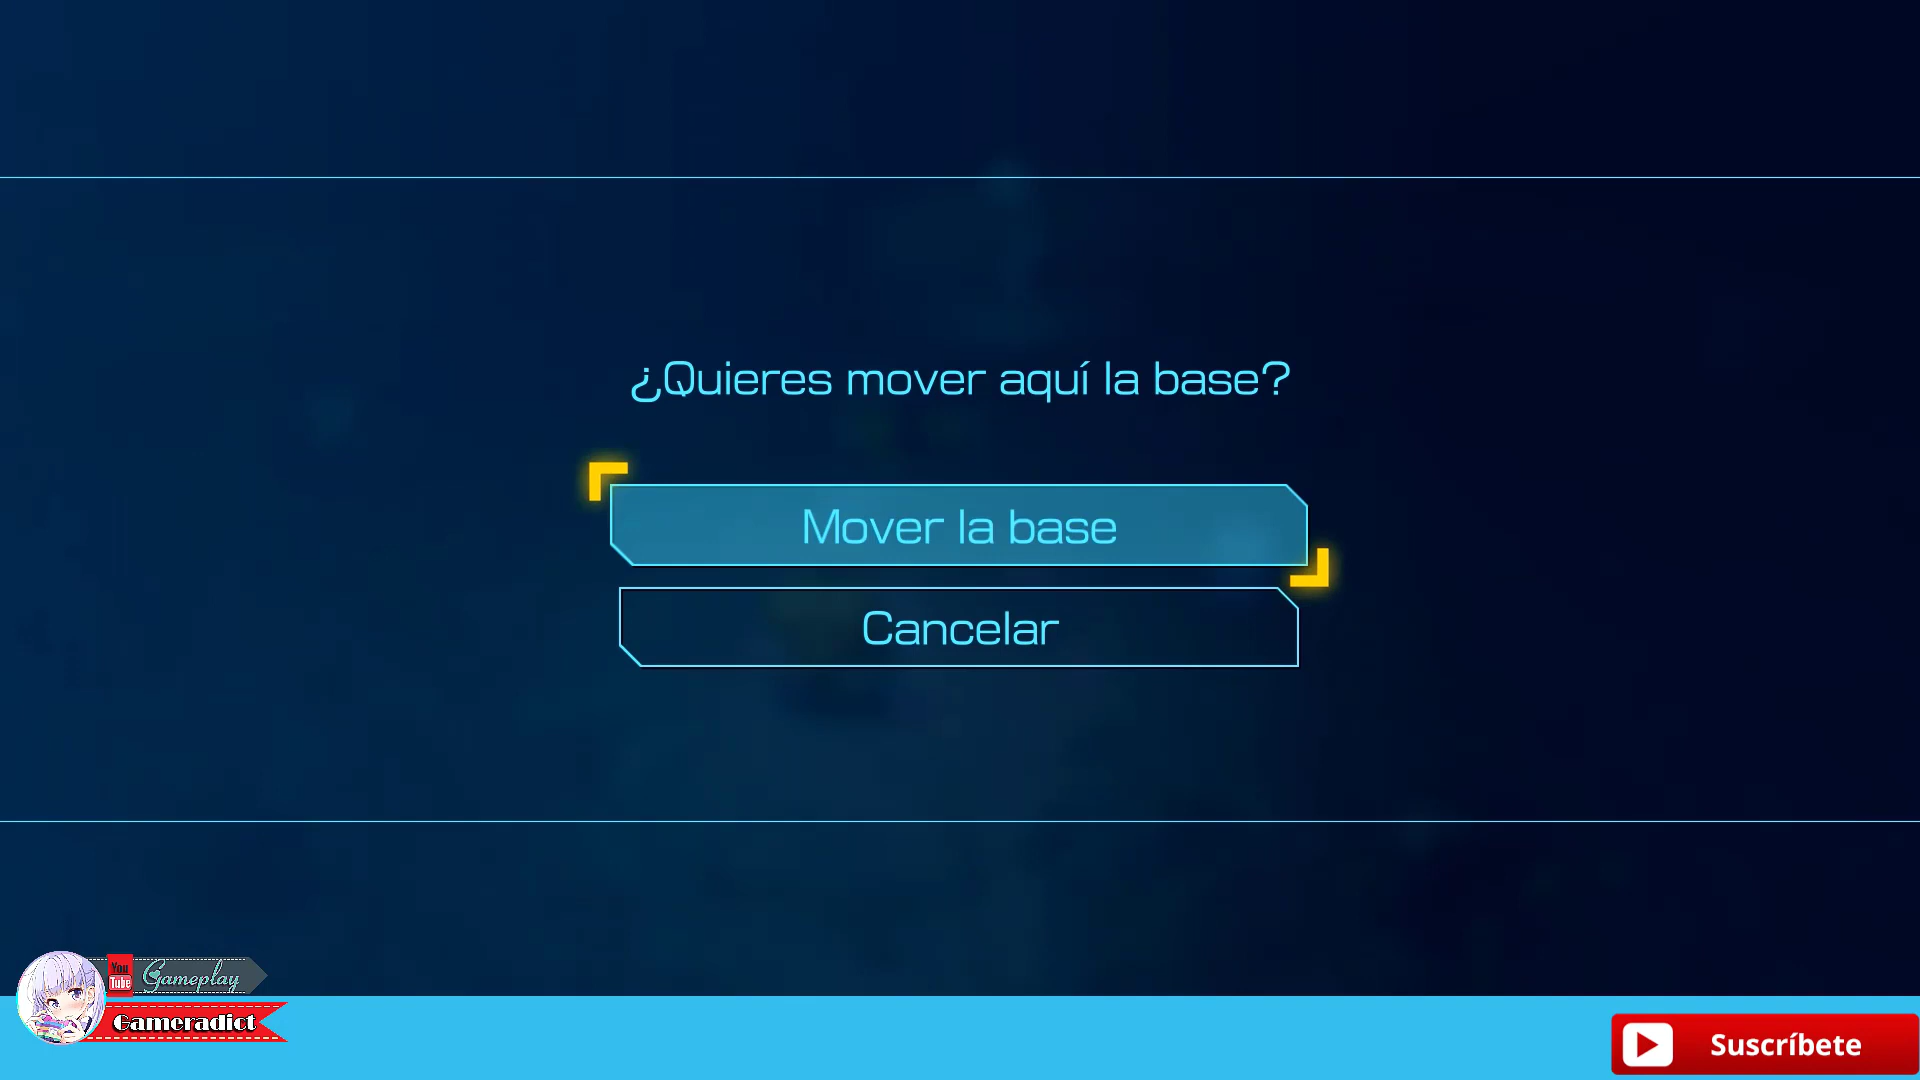 ¿Quieres mover aquí la base?
Mover la base
Cancelar
You
Tube
Gameplay
Gameradict
Suscríbete